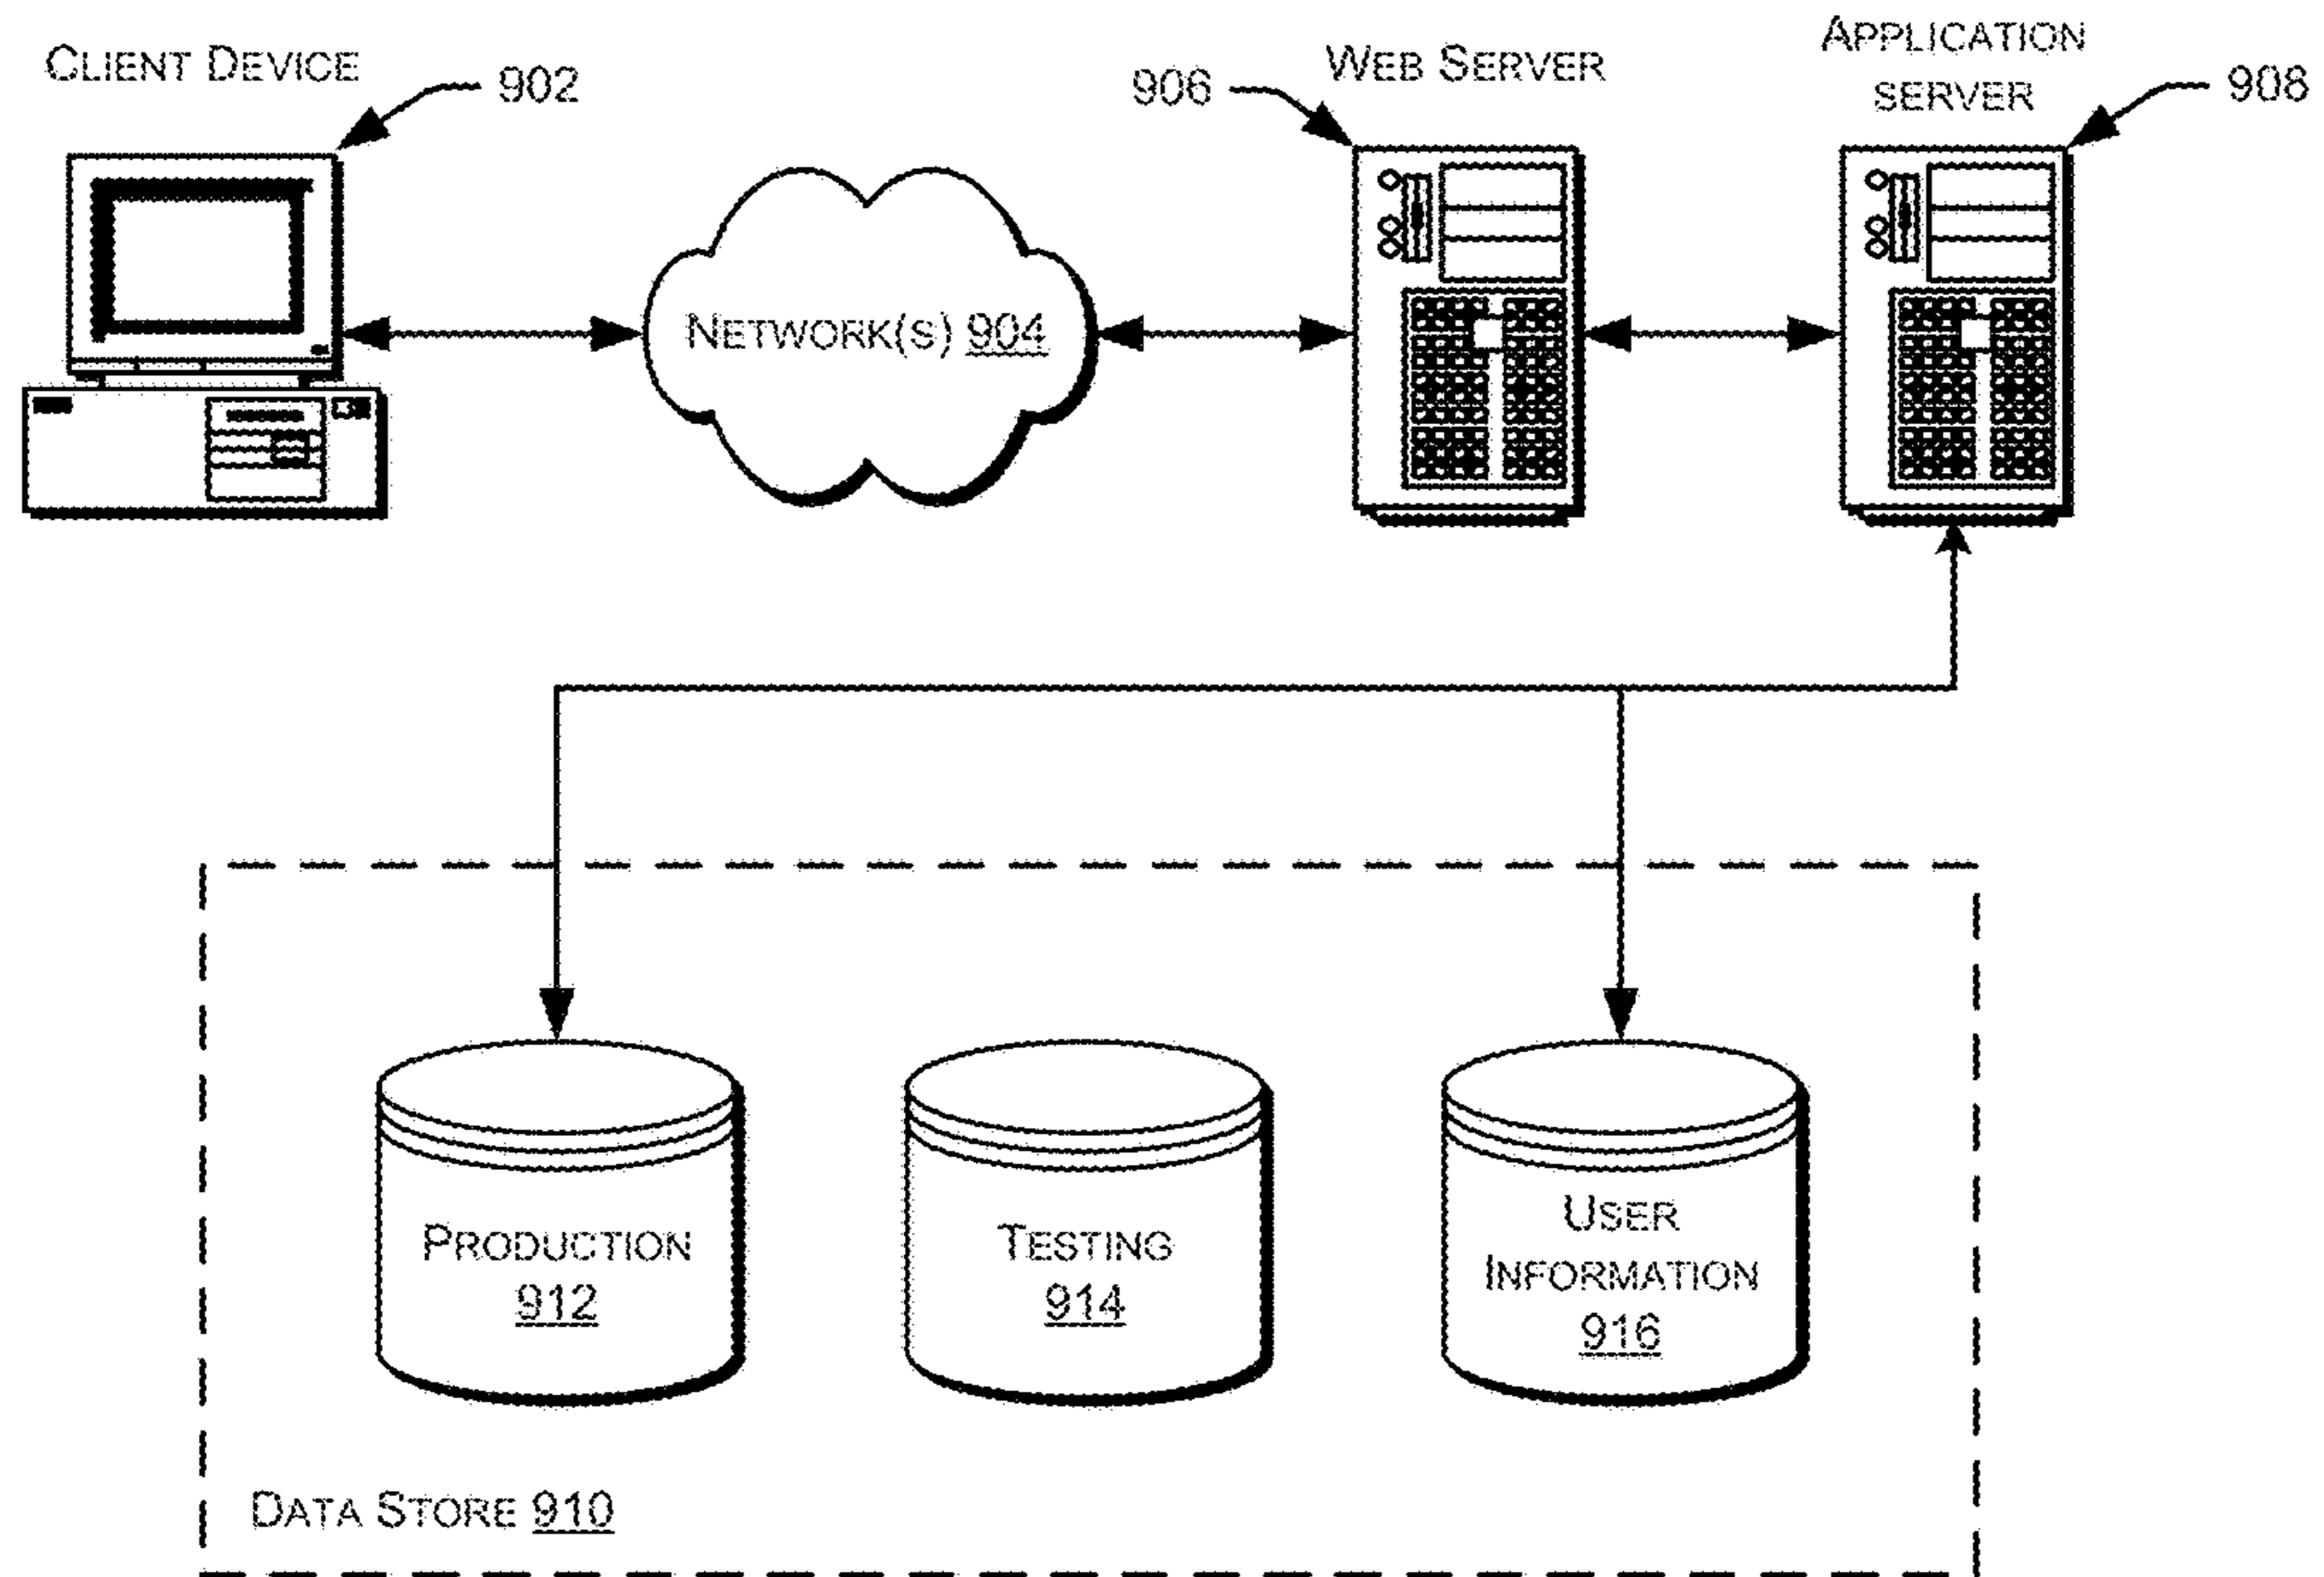 CLIENT DEVICE
902
906
WEB SERVER
APPLICATION
SERVER
908
NETWORK(S) 904
PRODUCTION
912
TESTING
914
USER
INFORMATION
916
DATA STORE 910